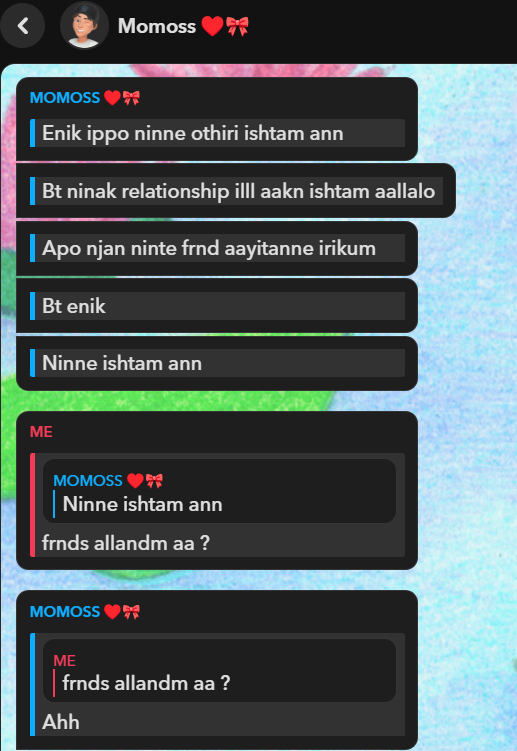 Momoss ❤️🎀
MOMOSS ❤️🎀
Enik ippo ninne othiri ishtam ann
Bt ninak relationship illl aakn ishtam aallalo
Apo njan ninte frnd aayitanne irikum
Bt enik
Ninne ishtam ann
ME
MOMOSS ❤️🎀
Ninne ishtam ann
frnds allandm aa ?
MOMOSS ❤️🎀
ME
frnds allandm aa ?
Ahh